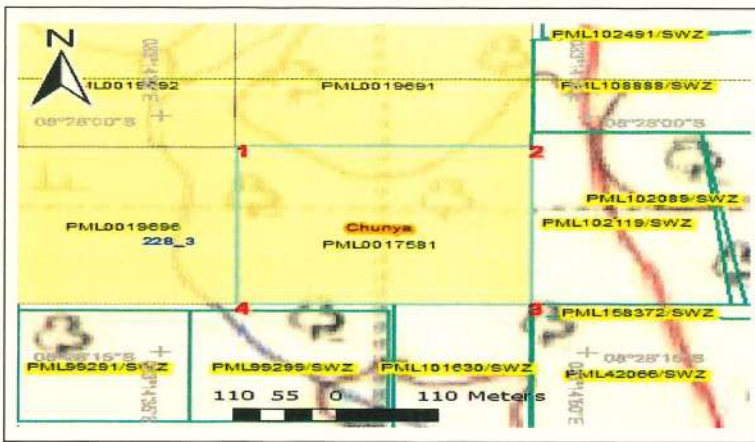 N
PML102491/SWZ
PML0019691
PML108888/SWZ
08°28'00"S
08°28'00"S
1
2
PML102089/SWZ
PML0019696
Chunya
PML102119/SWZ
228_3
PML0017581
4
3
PML158372/SWZ
08°28'15"S
PML99291/SWZ
PML99299/SWZ
PML101630/SWZ
PML42066/SWZ
110 55 0 110 Meters